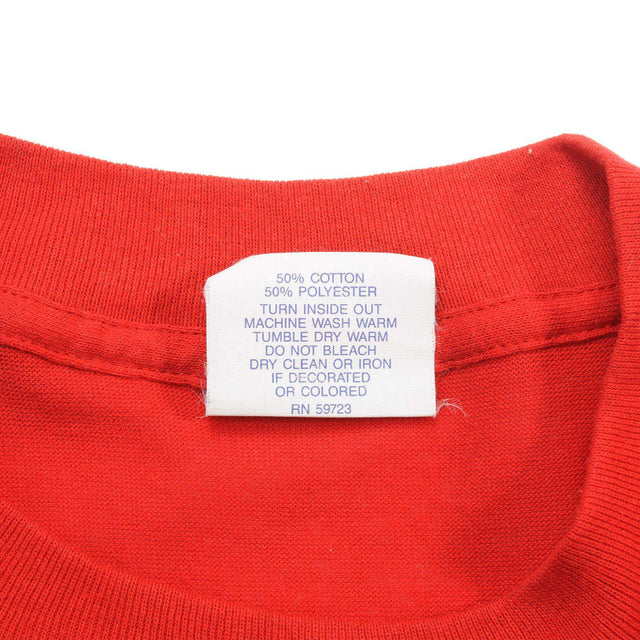 50% COTTON
50% POLYESTER
TURN INSIDE OUT
MACHINE WASH WARM
TUMBLE DRY WARM
DO NOT BLEACH
DRY CLEAN OR IRON
IF DECORATED
OR COLORED
RN 59723